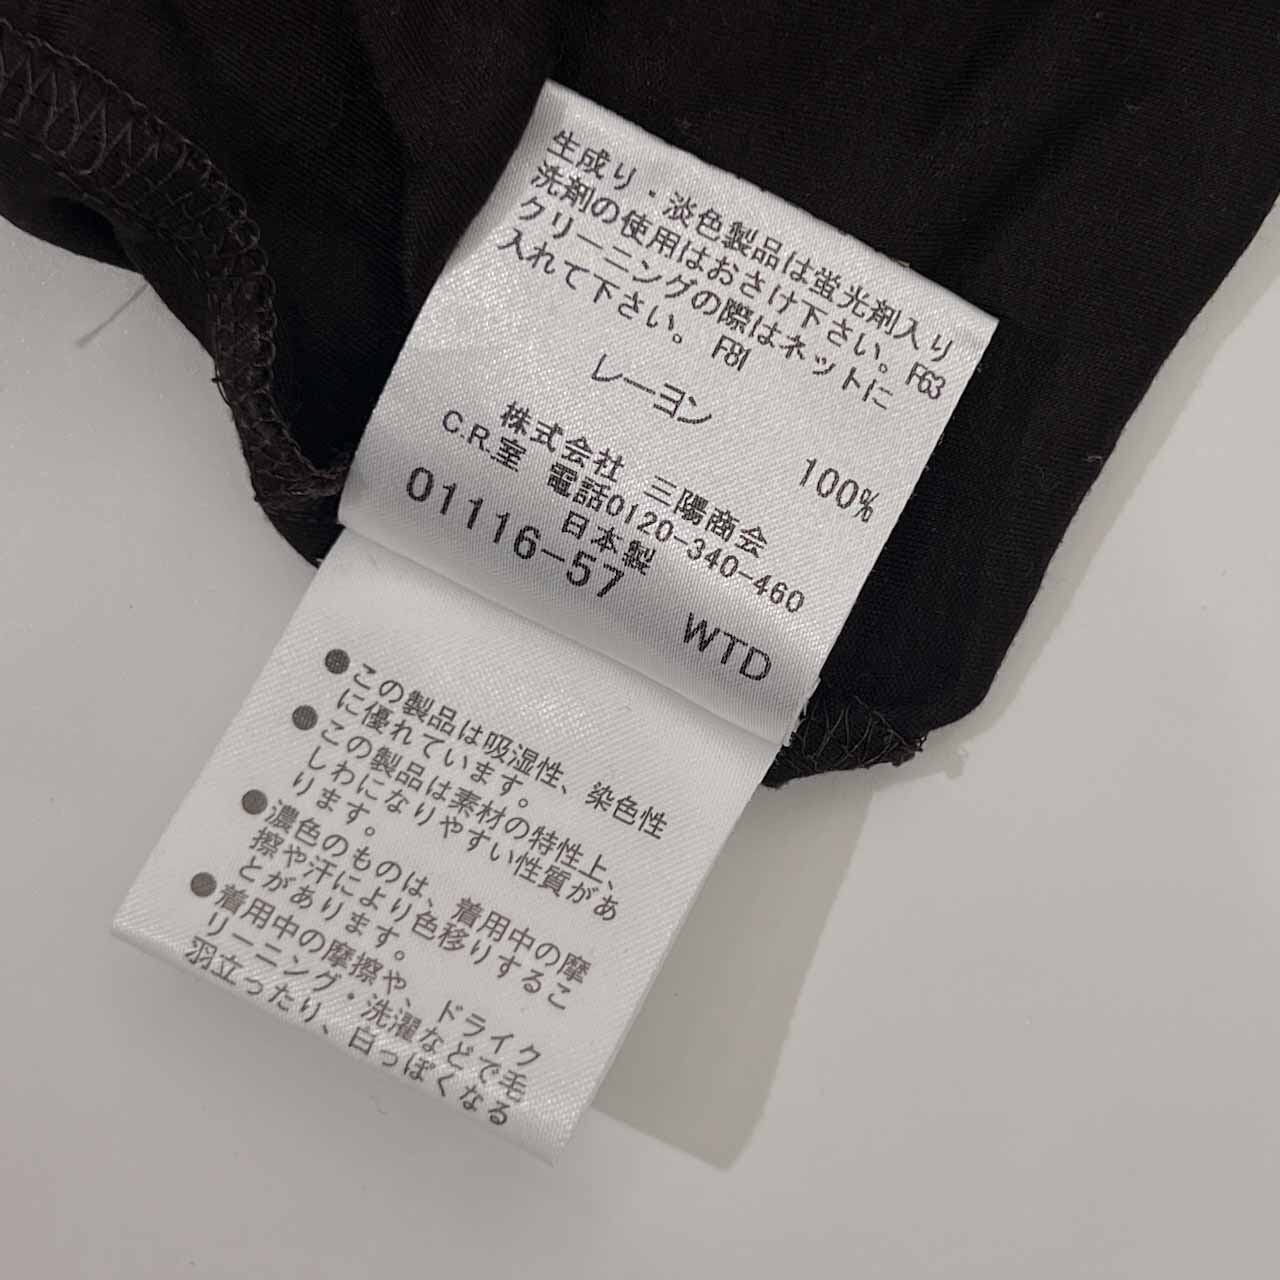 生成り・淡色製品は蛍光剤入り
洗剤の使用はおさけ下さい。F63
クリーニングの際はネットに
入れて下さい。 F81
レーヨン 100%
株式会社 三陽商会
C.R.室 電話0120-340-460
日本製
01116-57 WTD
●この製品は吸湿性、染色性
に優れています。
●この製品は素材の特性上、
しわになりやすい性質があ
ります。
●濃色のものは、着用中の摩
擦や汗により色移りするこ
とがあります。
●着用中の摩擦や、ドライク
リーニング・洗濯などで毛
羽立ったり、白っぽくなる